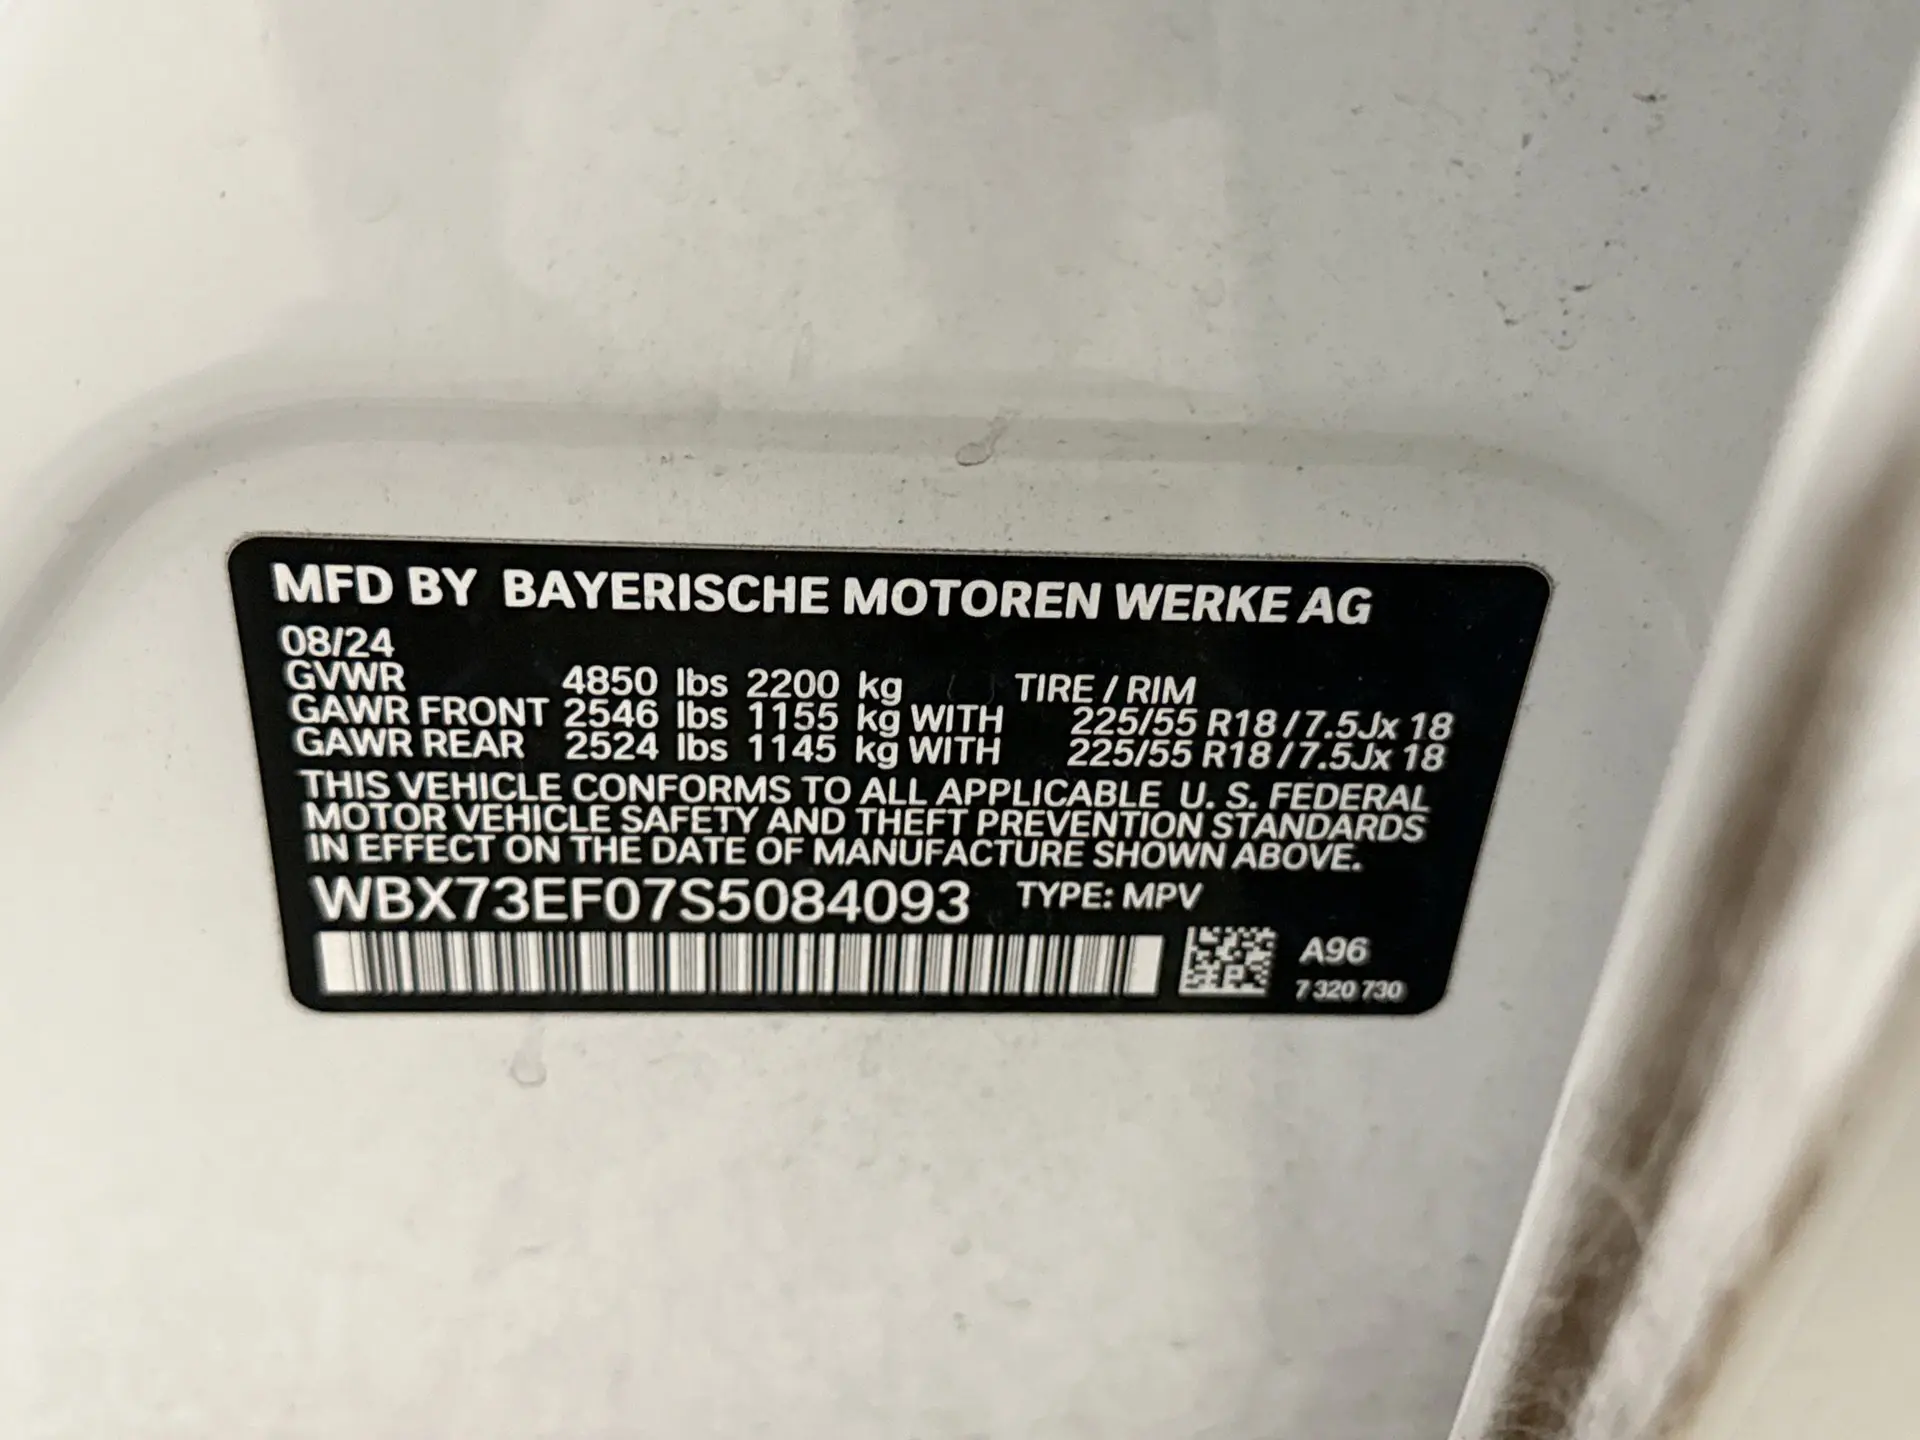 MFD BY BAYERISCHE MOTOREN WERKE AG
08/24
GVWR 4850 lbs 2200 kg TIRE / RIM
GAWR FRONT 2546 lbs 1155 kg WITH 225/55 R18 / 7.5Jx 18
GAWR REAR 2524 lbs 1145 kg WITH 225/55 R18 / 7.5Jx 18
THIS VEHICLE CONFORMS TO ALL APPLICABLE U. S. FEDERAL
MOTOR VEHICLE SAFETY AND THEFT PREVENTION STANDARDS
IN EFFECT ON THE DATE OF MANUFACTURE SHOWN ABOVE.
WBX73EF07S5084093 TYPE: MPV
A96
7 320 730